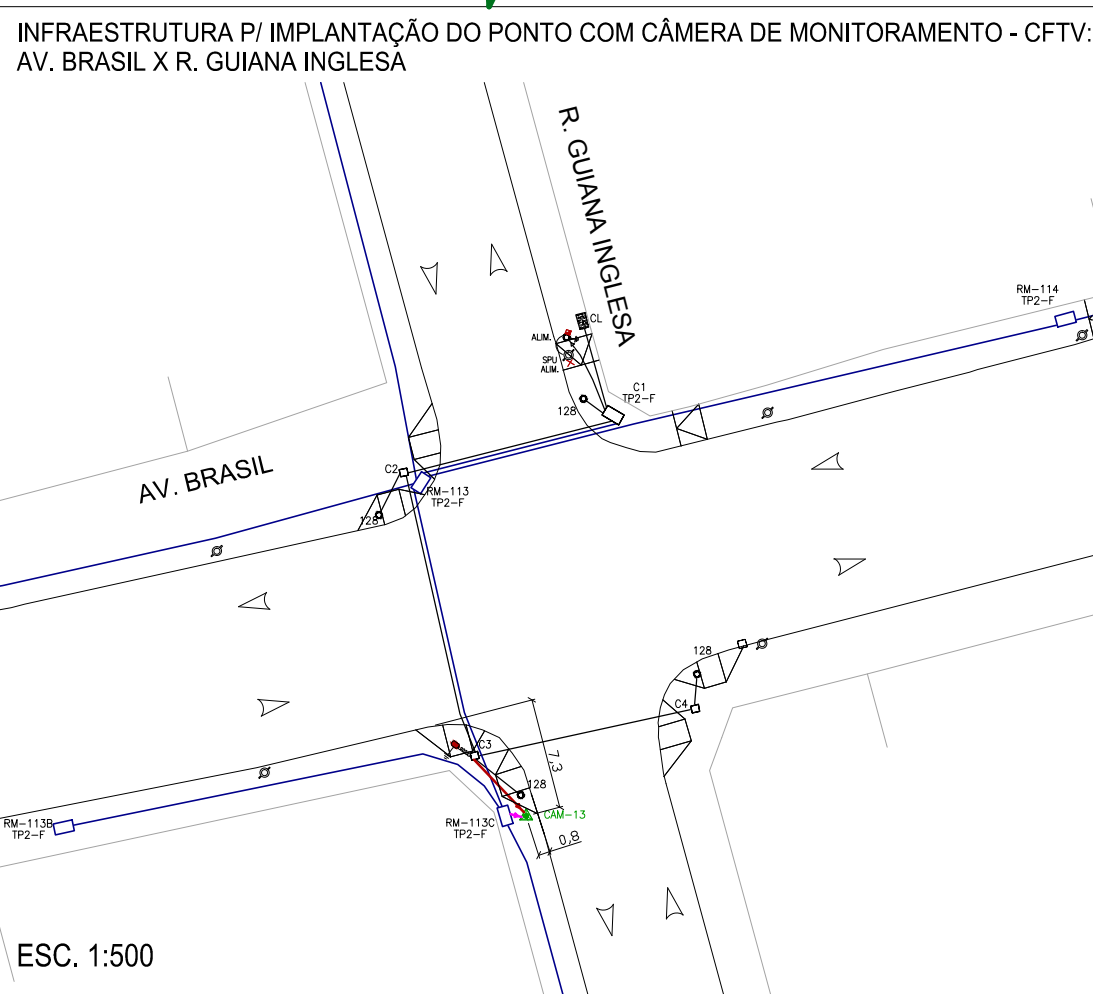 INFRAESTRUTURA P/ IMPLANTAÇÃO DO PONTO COM CÂMERA DE MONITORAMENTO - CFTV:
AV. BRASIL X R. GUIANA INGLESA
R. GUIANA INGLESA
RM-114
TP2-F
CL
ALIM.
SPU
ALIM.
C1
TP2-F
128
AV. BRASIL
C2
RM-113
TP2-F
128
128
C4
C3
7,3
128
CAM-13
RM-113B
TP2-F
RM-113C
TP2-F
0,8
ESC. 1:500